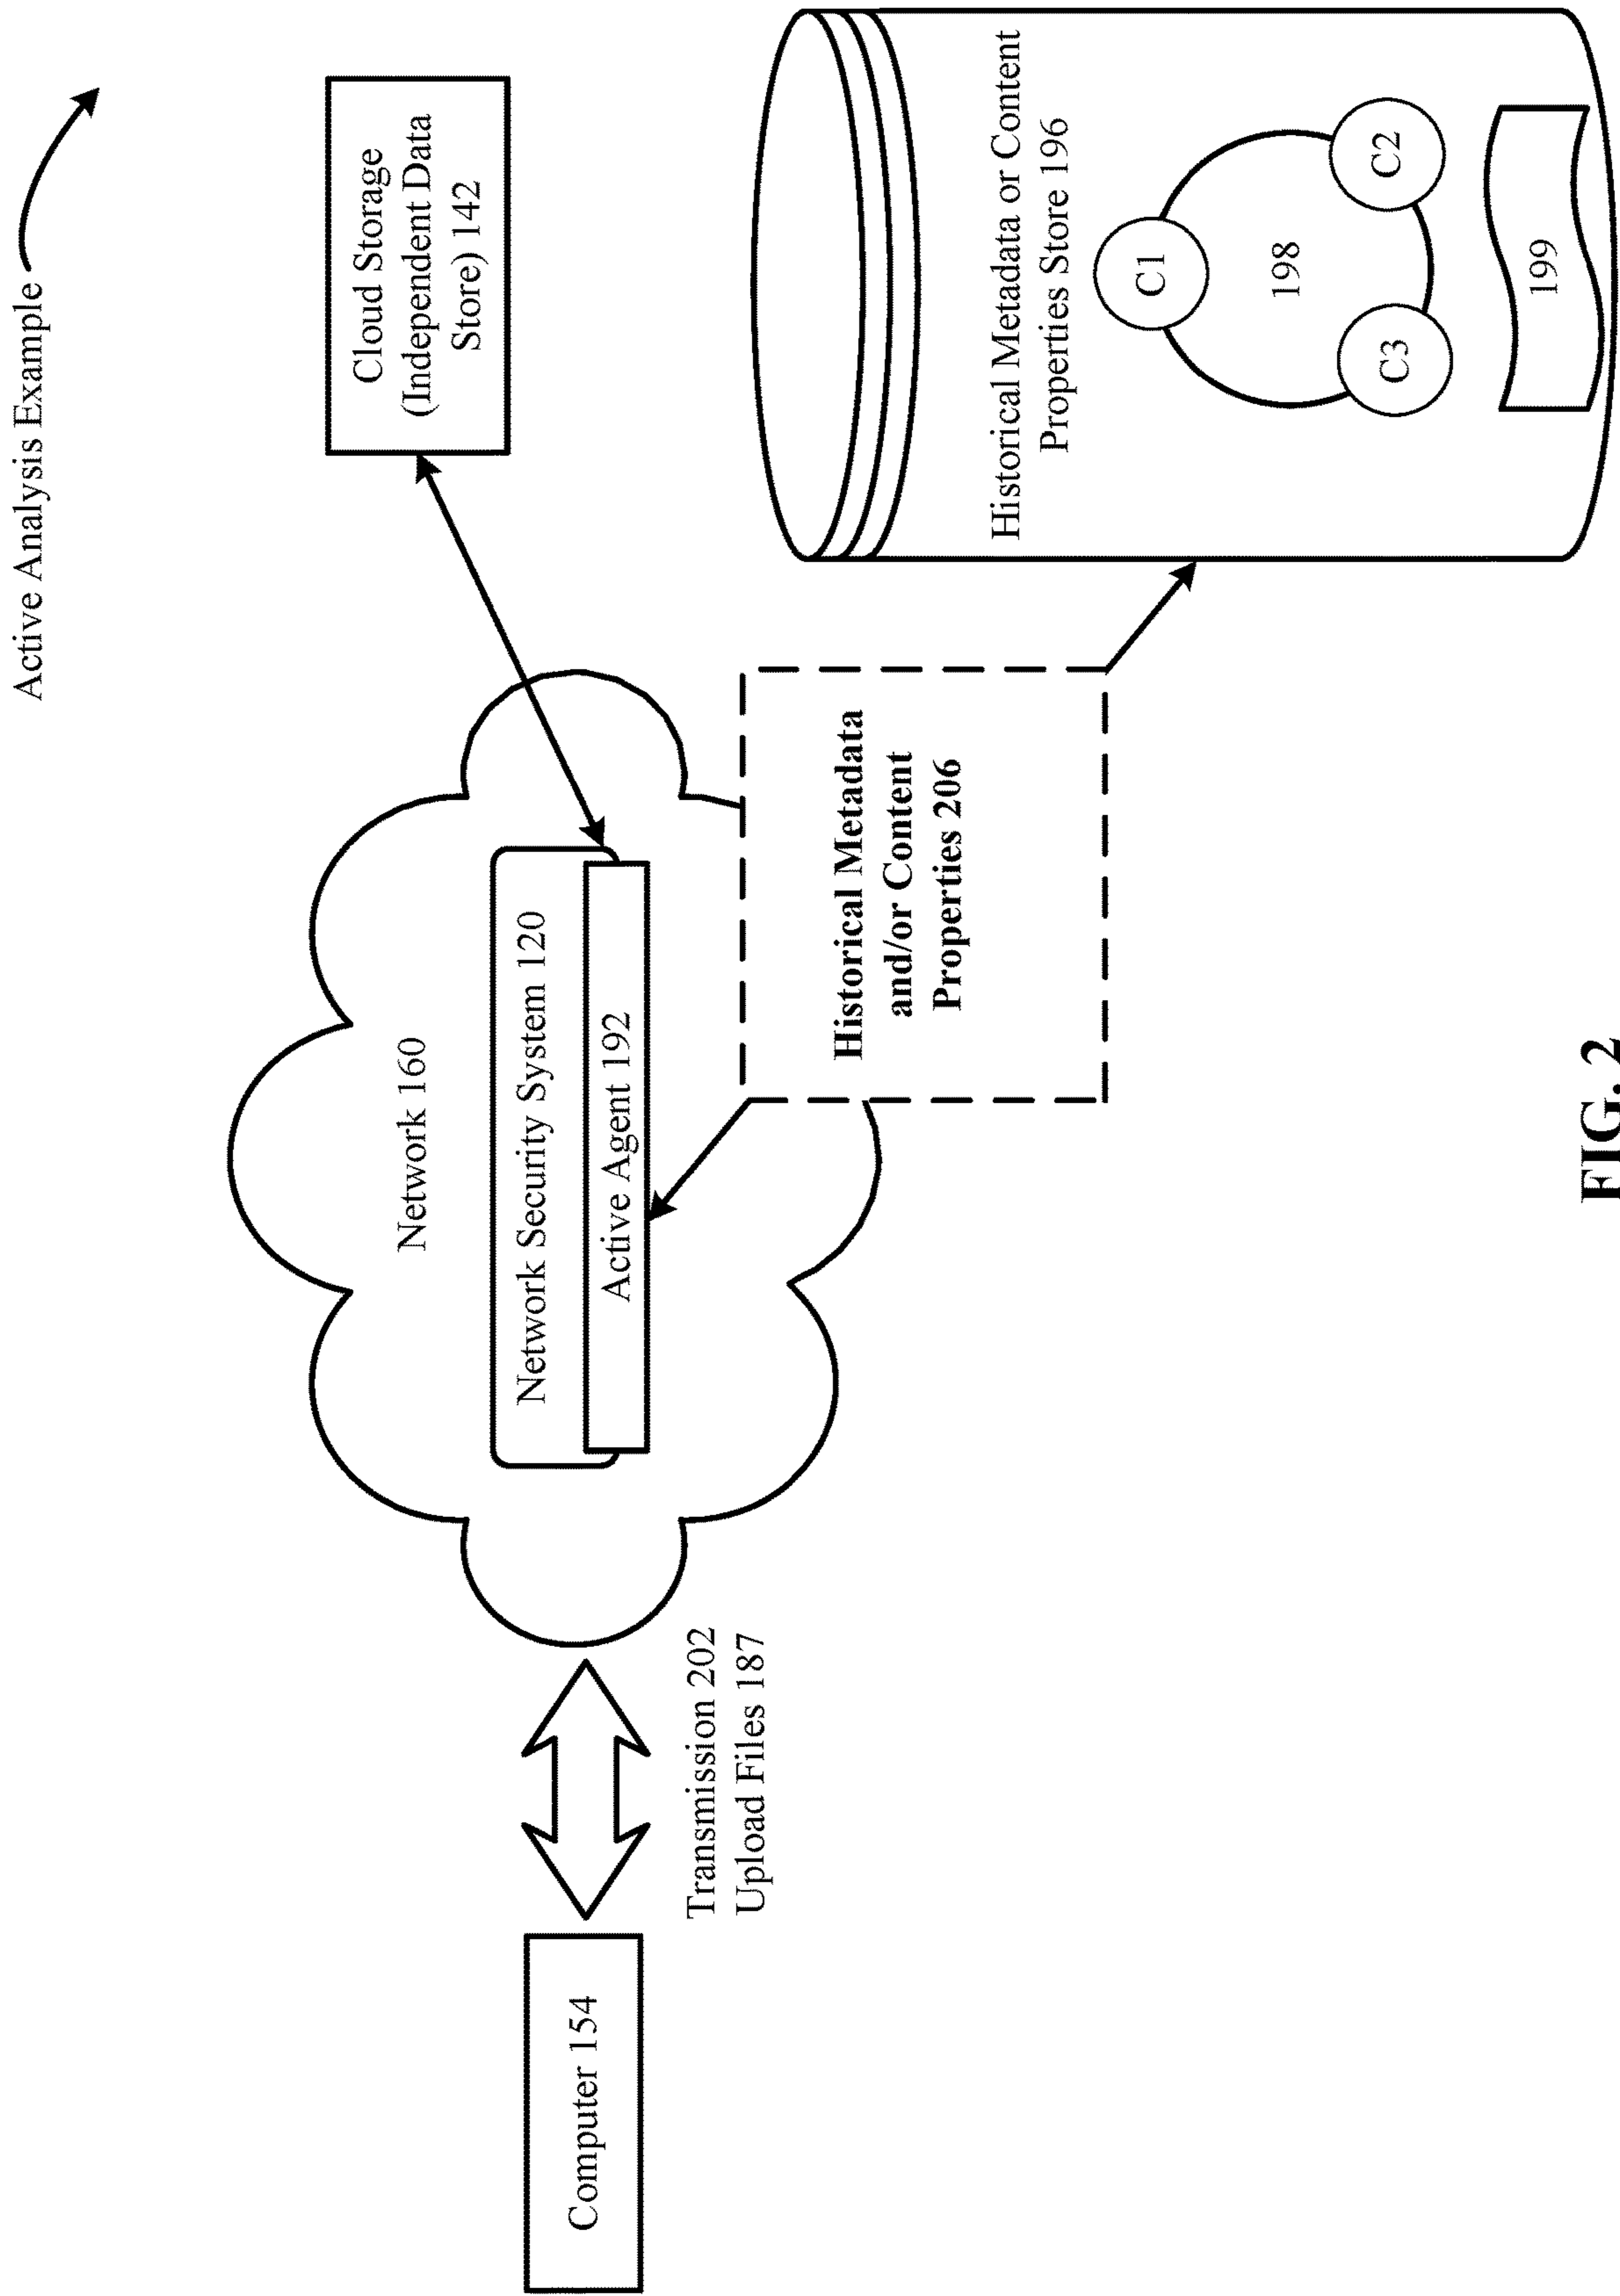 Active Analysis Example
Cloud Storage
(Independent Data
Store) 142
Network 160
Network Security System 120
Active Agent 192
Computer 154
Transmission 202
Upload Files 187
Historical Metadata
and/or Content
Properties 206
Historical Metadata or Content
Properties Store 196
C1
198
C3
C2
199
FIG. 2